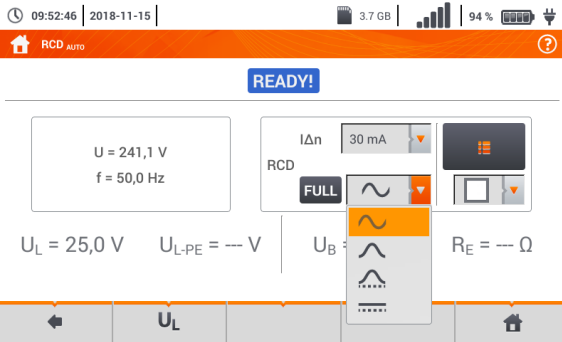 09:52:46 2018-11-15 3.7 GB 94 %
RCD AUTO ?
READY!
U = 241,1 V
f = 50,0 Hz
IΔn 30 mA
RCD
FULL
UL = 25,0 V UL-PE = --- V UB = RE = --- Ω
UL